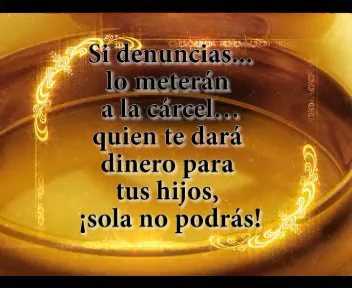 Si denuncias...
lo meterán
a la cárcel...
quien te dará
dinero para
tus hijos,
¡sola no podrás!